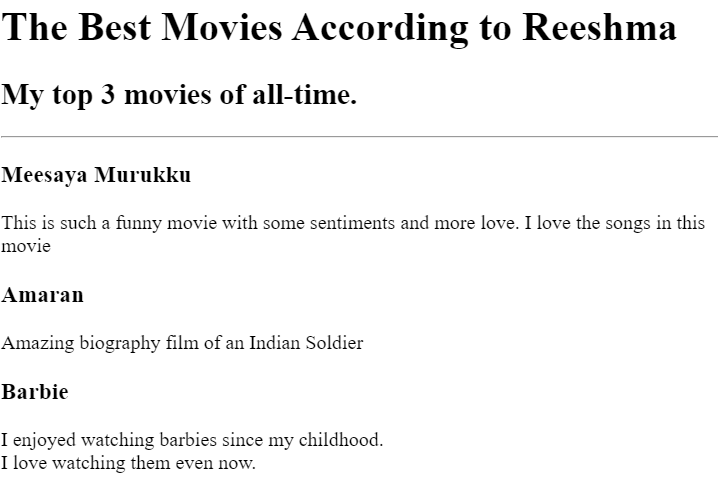 The Best Movies According to Reeshma
My top 3 movies of all-time.
Meesaya Murukku
This is such a funny movie with some sentiments and more love. I love the songs in this
movie
Amaran
Amazing biography film of an Indian Soldier
Barbie
I enjoyed watching barbies since my childhood.
I love watching them even now.